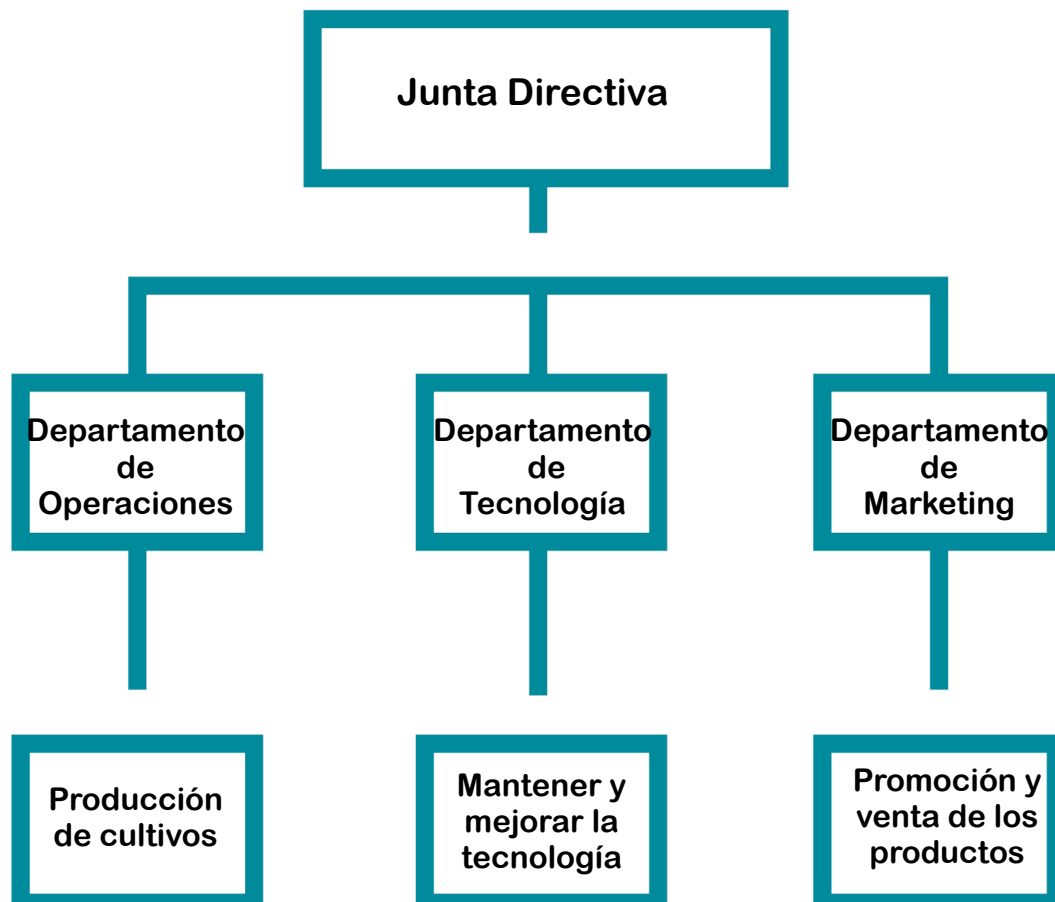 Junta Directiva
Departamento
de
Operaciones
Departamento
de
Tecnología
Departamento
de
Marketing
Producción
de cultivos
Mantener y
mejorar la
tecnología
Promoción y
venta de los
productos